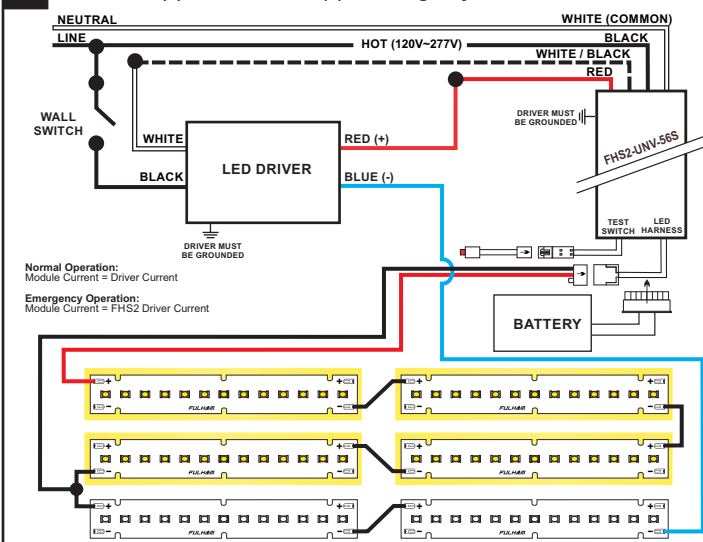 NEUTRAL
WHITE (COMMON)
LINE
HOT (120V~277V)
BLACK
WHITE / BLACK
RED
WALL
SWITCH
WHITE
BLACK
LED DRIVER
RED (+)
BLUE (-)
DRIVER MUST
BE GROUNDED
DRIVER MUST
BE GROUNDED
FHS2-UNV-56S
TEST
SWITCH
LED
HARNESS
Normal Operation:
Module Current = Driver Current
Emergency Operation:
Module Current = FHS2 Driver Current
BATTERY
+ +
- -
FULHAM
+ +
- -
FULHAM
+ +
- -
FULHAM
+ +
- -
FULHAM
+ +
- -
FULHAM
+ +
- -
FULHAM